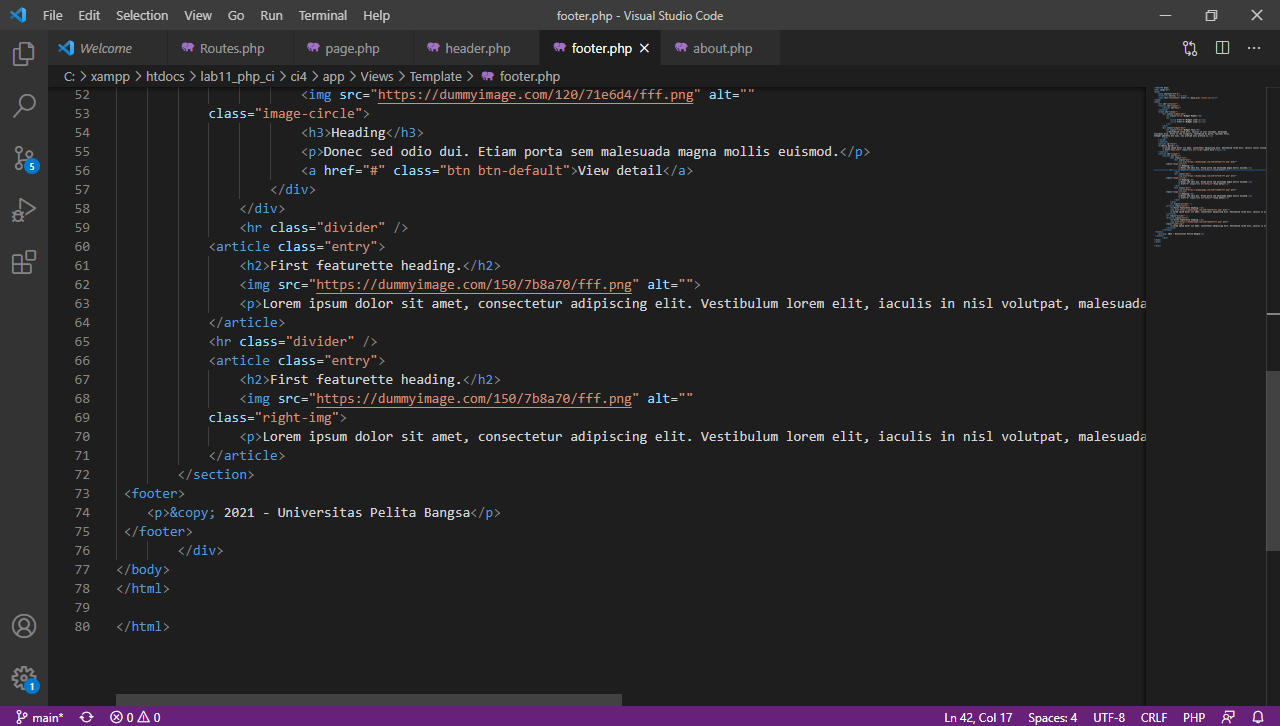 File Edit Selection View Go Run Terminal Help footer.php - Visual Studio Code
Welcome Routes.php page.php header.php footer.php about.php
C: > xampp > htdocs > lab11_php_ci > ci4 > app > Views > Template > footer.php
52 <img src="https://dummyimage.com/120/71e6d4/fff.png" alt=""
53 class="image-circle">
54 <h3>Heading</h3>
55 <p>Donec sed odio dui. Etiam porta sem malesuada magna mollis euismod.</p>
56 <a href="#" class="btn btn-default">View detail</a>
57 </div>
58 </div>
59 <hr class="divider" />
60 <article class="entry">
61 <h2>First featurette heading.</h2>
62 <img src="https://dummyimage.com/150/7b8a70/fff.png" alt="">
63 <p>Lorem ipsum dolor sit amet, consectetur adipiscing elit. Vestibulum lorem elit, iaculis in nisl volutpat, malesuada
64 </article>
65 <hr class="divider" />
66 <article class="entry">
67 <h2>First featurette heading.</h2>
68 <img src="https://dummyimage.com/150/7b8a70/fff.png" alt=""
69 class="right-img">
70 <p>Lorem ipsum dolor sit amet, consectetur adipiscing elit. Vestibulum lorem elit, iaculis in nisl volutpat, malesuada
71 </article>
72 </section>
73 <footer>
74 <p>&copy; 2021 - Universitas Pelita Bangsa</p>
75 </footer>
76 </div>
77 </body>
78 </html>
79
80 </html>
5
1
main* 0 0 Ln 42, Col 17 Spaces: 4 UTF-8 CRLF PHP